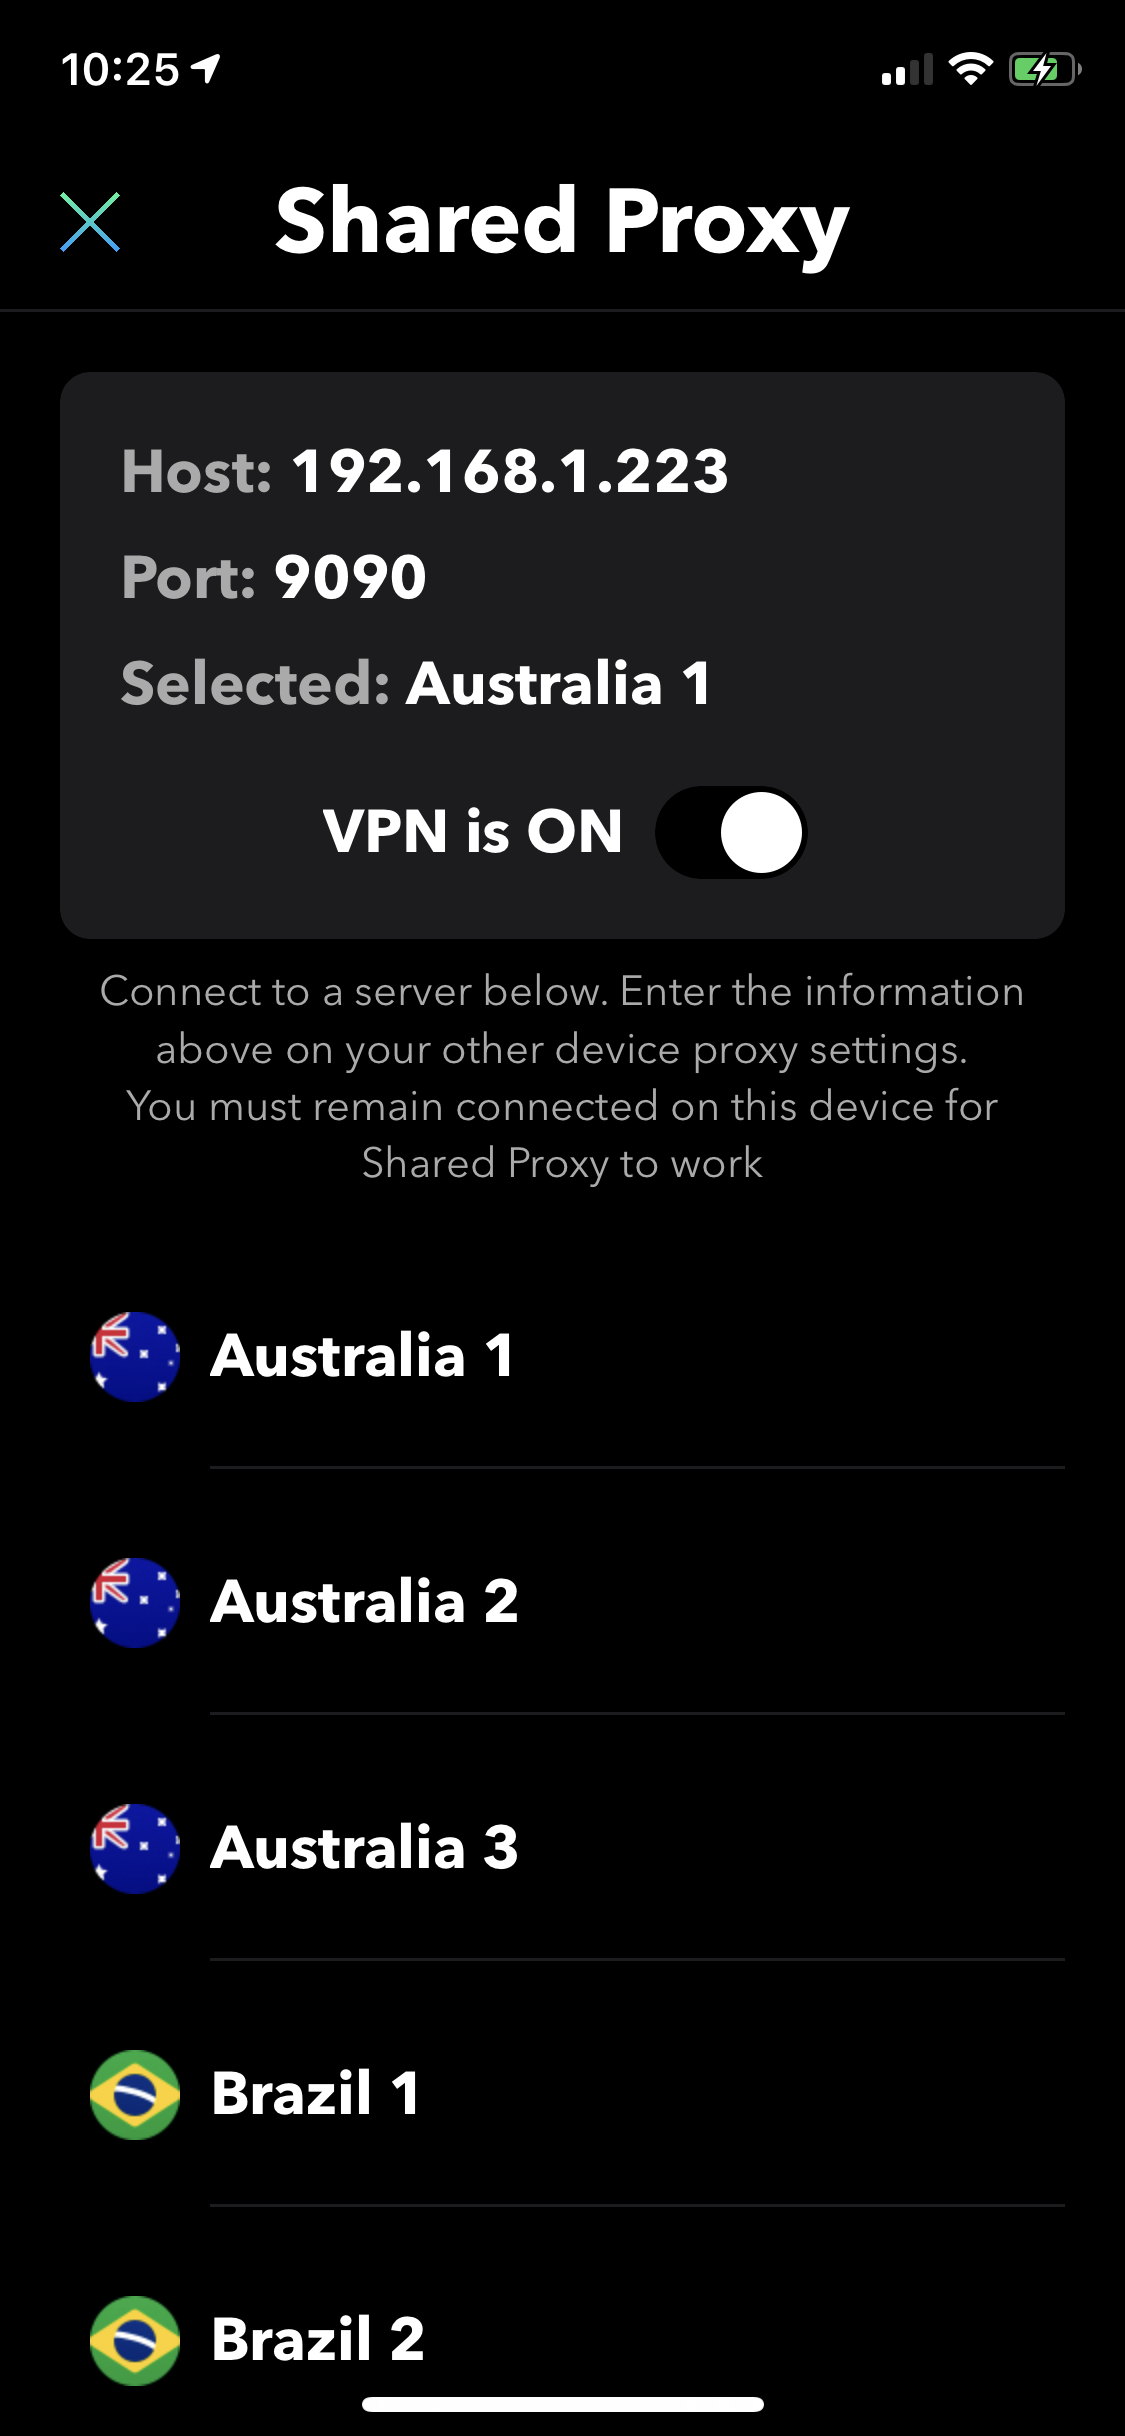 10:25
Shared Proxy
Host: 192.168.1.223
Port: 9090
Selected: Australia 1
VPN is ON
Connect to a server below. Enter the information
above on your other device proxy settings.
You must remain connected on this device for
Shared Proxy to work
Australia 1
Australia 2
Australia 3
Brazil 1
Brazil 2